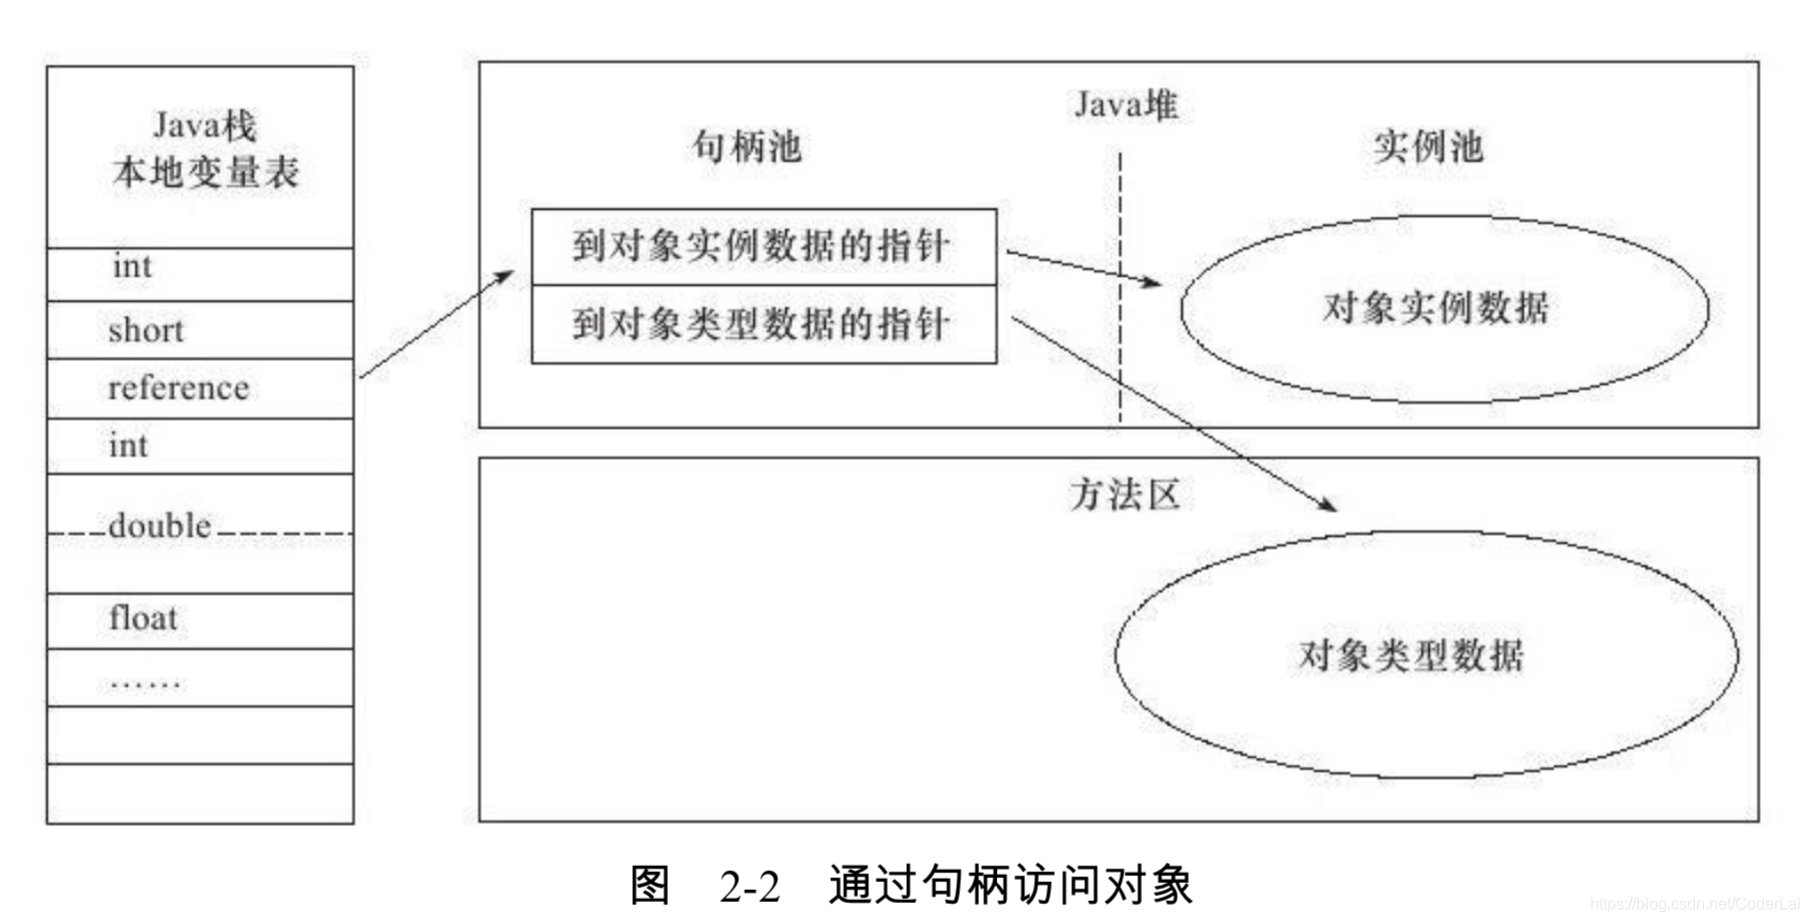 Java栈
本地变量表
int
short
reference
int
double
float
……
Java堆
句柄池
实例池
到对象实例数据的指针
到对象类型数据的指针
对象实例数据
方法区
对象类型数据
图 2-2 通过句柄访问对象
https://blog.csdn.net/CoderLai